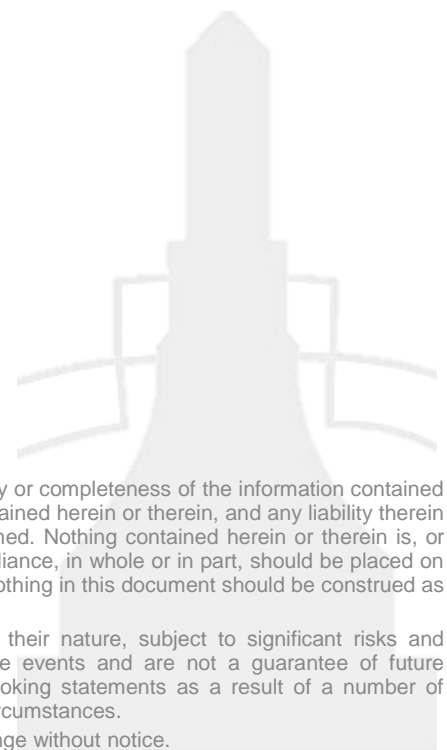 y or completeness of the information contained
ained herein or therein, and any liability therein
ned. Nothing contained herein or therein is, or
liance, in whole or in part, should be placed on
othing in this document should be construed as
their nature, subject to significant risks and
e events and are not a guarantee of future
ooking statements as a result of a number of
rcumstances.
nge without notice.